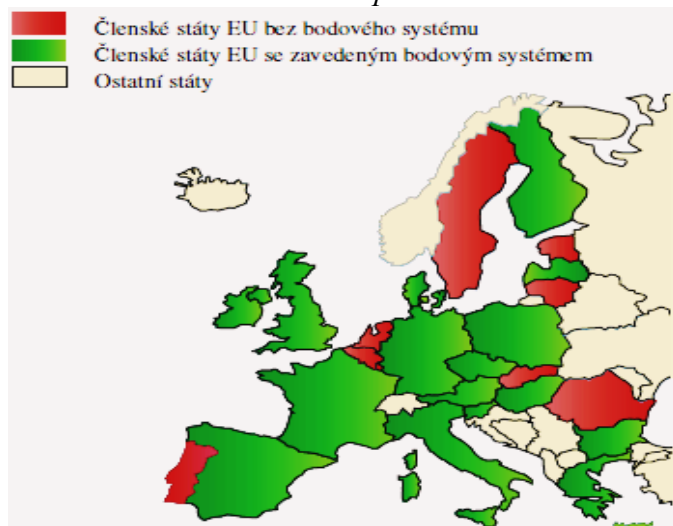 Členské státy EU bez bodového systému
Členské státy EU se zavedeným bodovým systémem
Ostatní státy